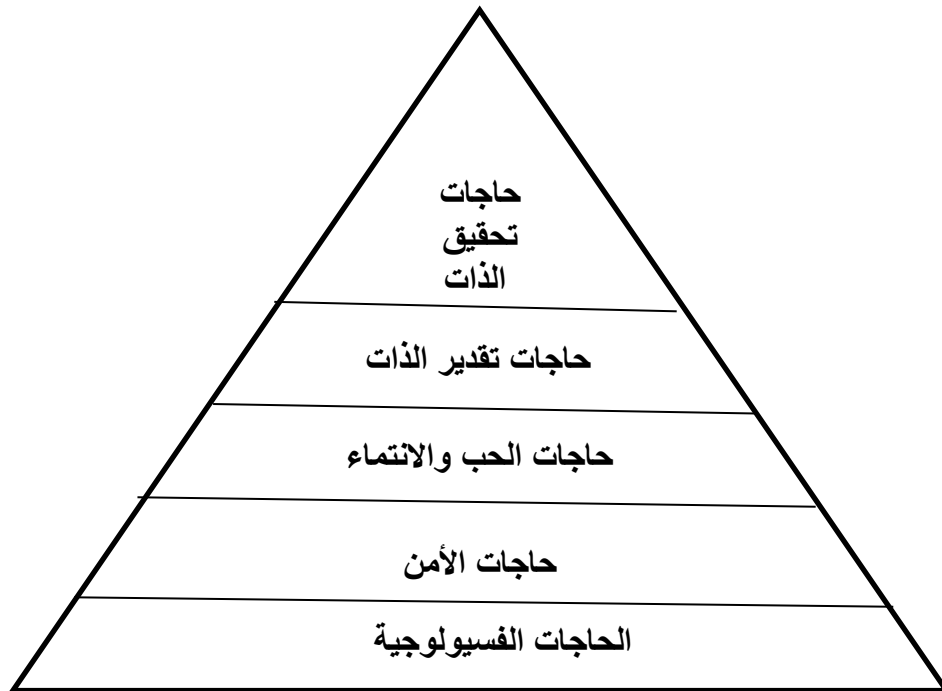 حاجات
تحقيق
الذات
حاجات تقدير الذات
حاجات الحب والانتماء
حاجات الأمن
الحاجات الفسيولوجية